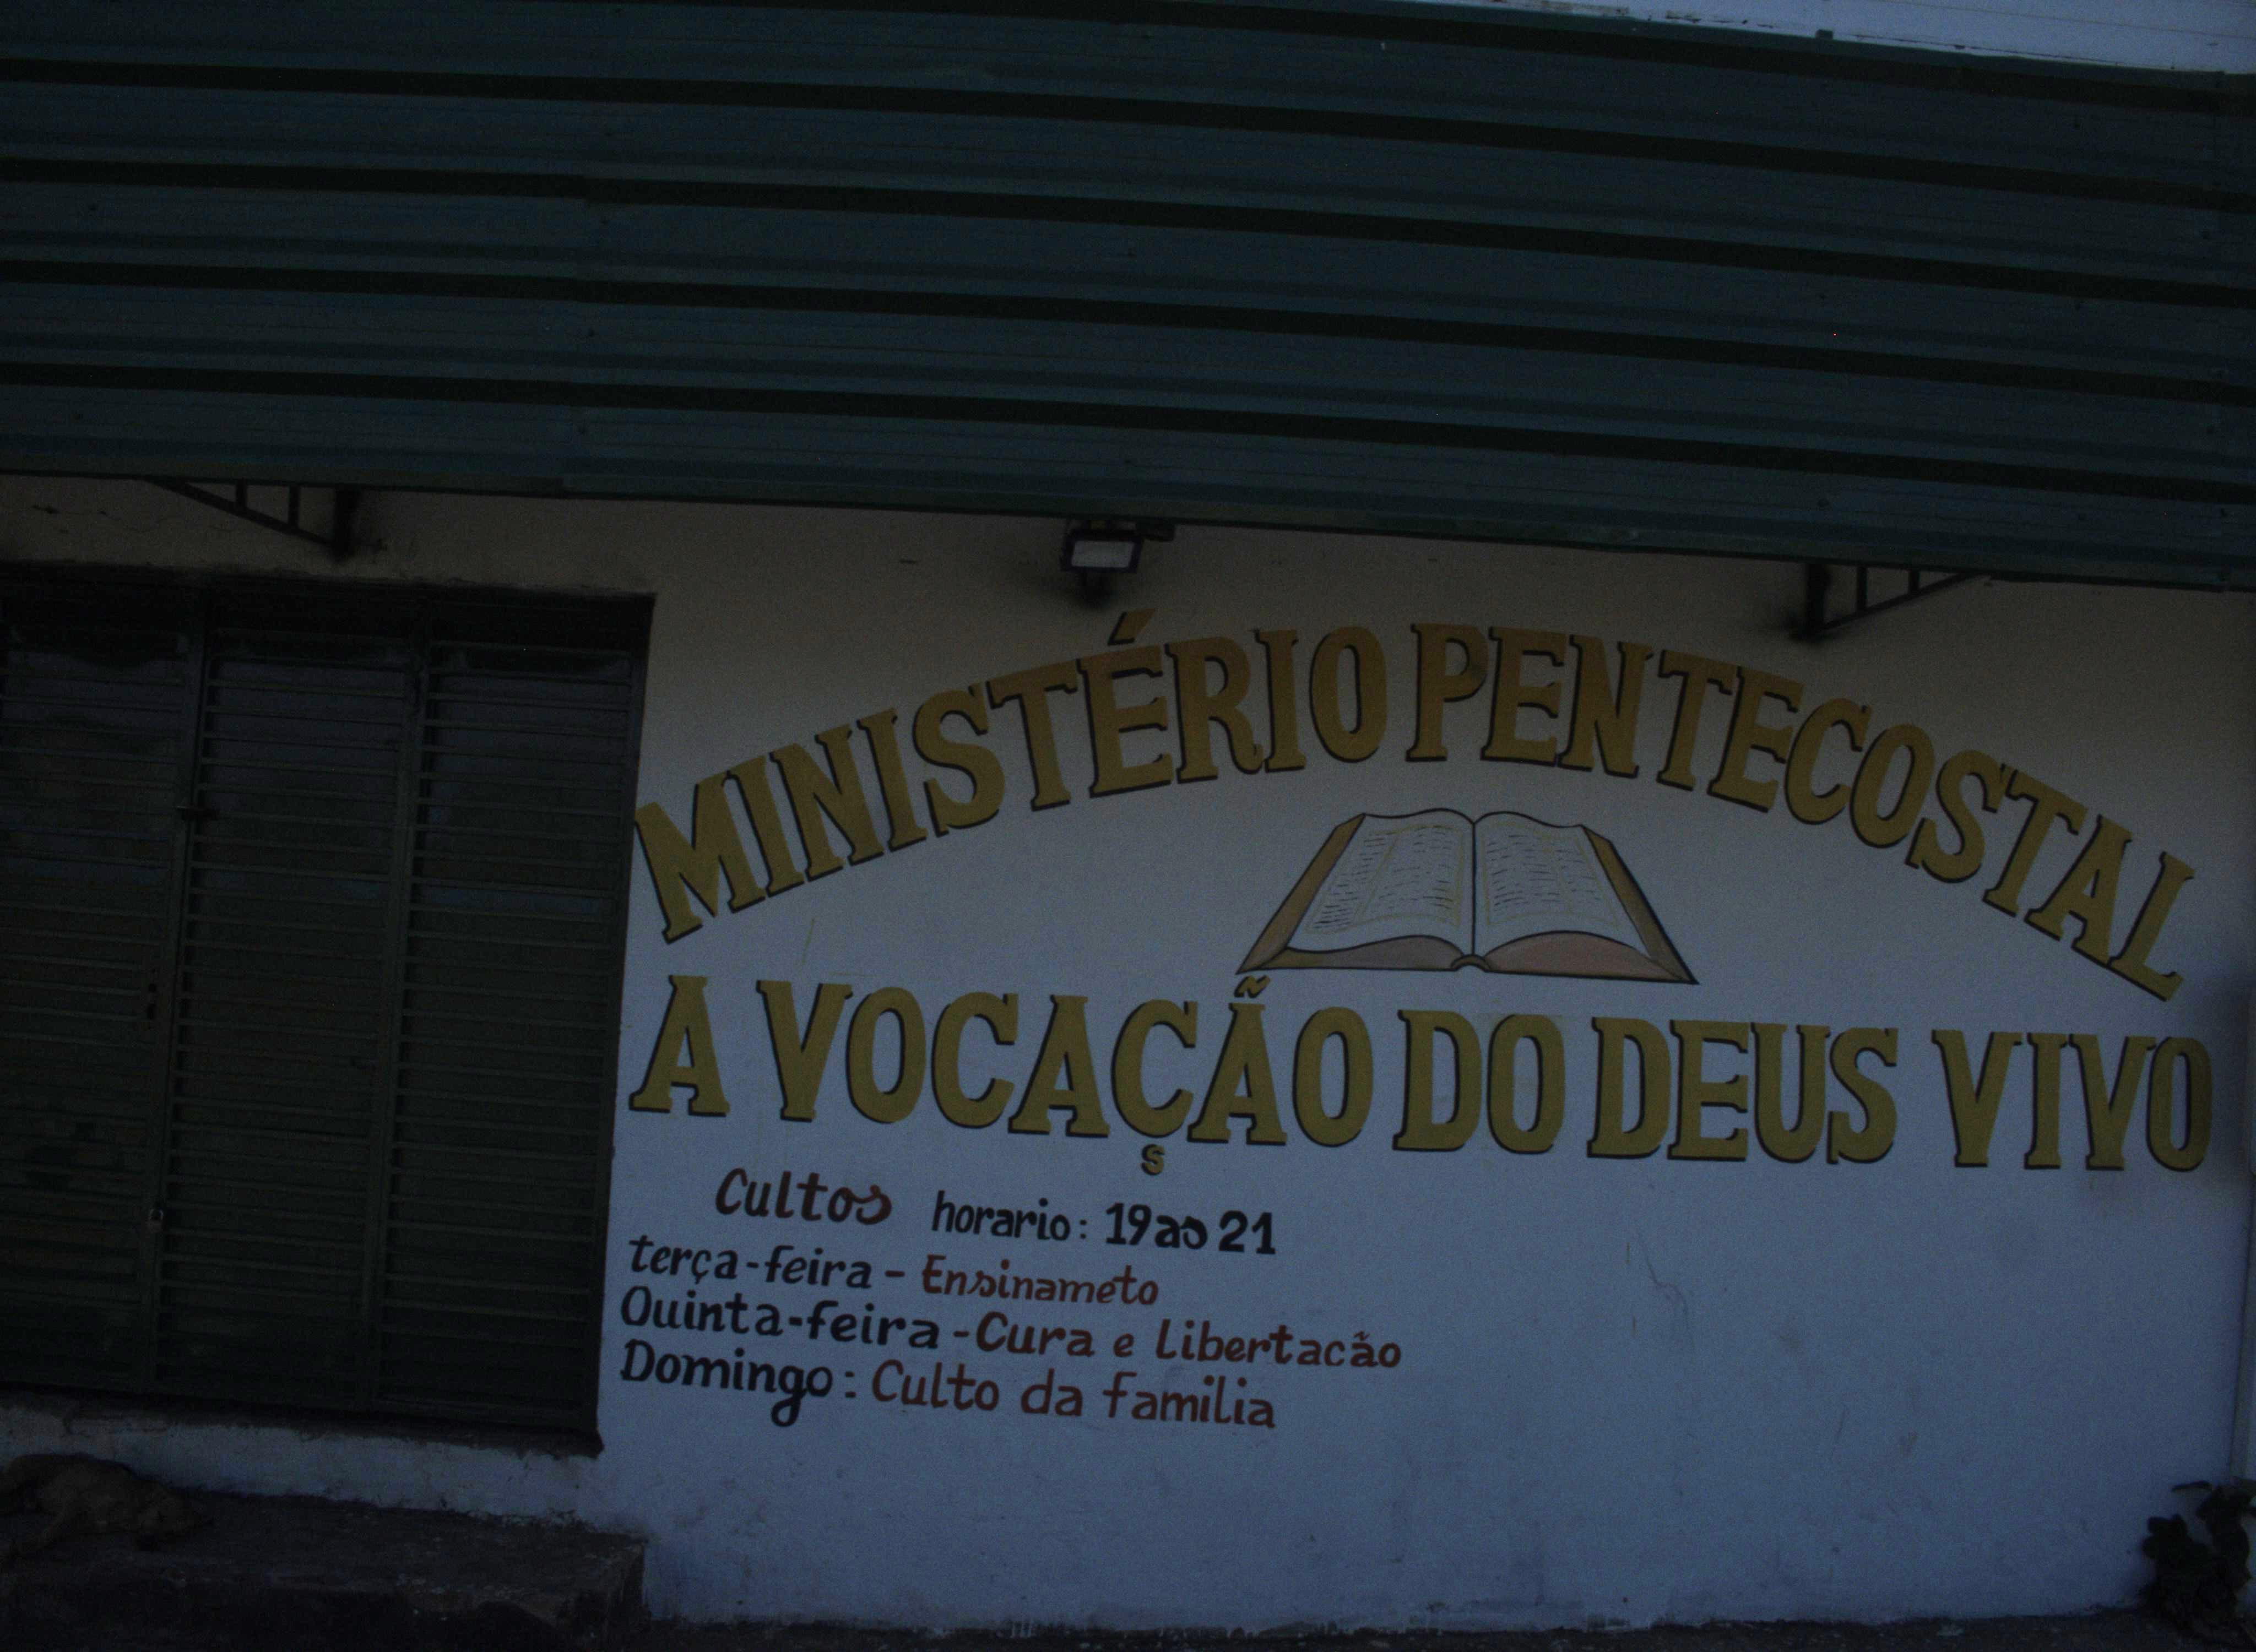 MINISTÉRIO PENTECOSTAL
A VOCAÇÃO DO DEUS VIVO
Cultos horario: 19 as 21
terça-feira - Ensinameto
Quinta-feira - Cura e Libertacão
Domingo: Culto da familia